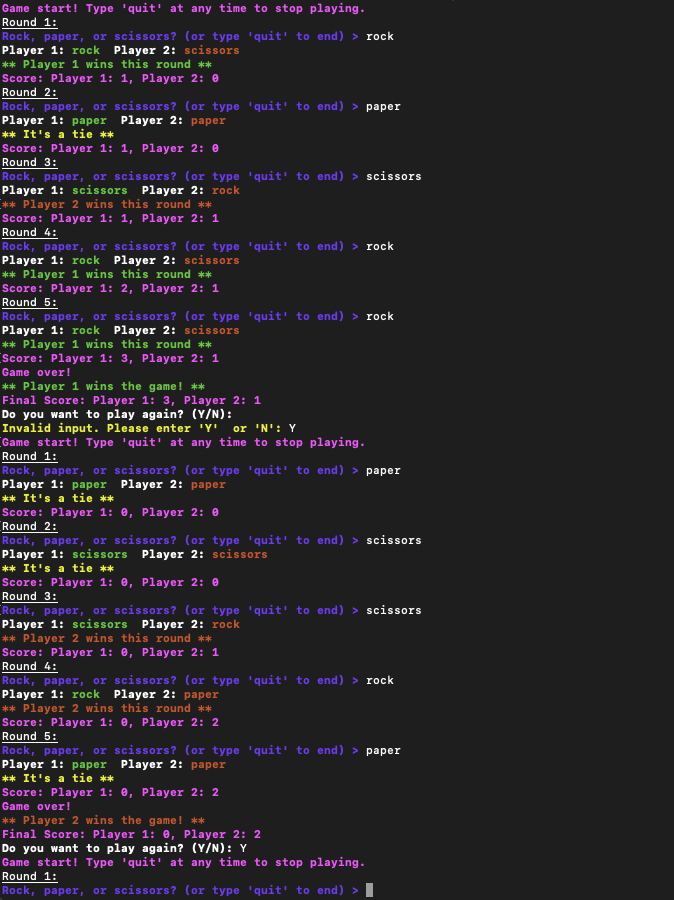 Game start! Type 'quit' at any time to stop playing.
Round 1:
Rock, paper, or scissors? (or type 'quit' to end) > rock
Player 1: rock  Player 2: scissors
** Player 1 wins this round **
Score: Player 1: 1, Player 2: 0
Round 2:
Rock, paper, or scissors? (or type 'quit' to end) > paper
Player 1: paper  Player 2: paper
** It's a tie **
Score: Player 1: 1, Player 2: 0
Round 3:
Rock, paper, or scissors? (or type 'quit' to end) > scissors
Player 1: scissors  Player 2: rock
** Player 2 wins this round **
Score: Player 1: 1, Player 2: 1
Round 4:
Rock, paper, or scissors? (or type 'quit' to end) > rock
Player 1: rock  Player 2: scissors
** Player 1 wins this round **
Score: Player 1: 2, Player 2: 1
Round 5:
Rock, paper, or scissors? (or type 'quit' to end) > rock
Player 1: rock  Player 2: scissors
** Player 1 wins this round **
Score: Player 1: 3, Player 2: 1
Game over!
** Player 1 wins the game! **
Final Score: Player 1: 3, Player 2: 1
Do you want to play again? (Y/N):
Invalid input. Please enter 'Y'  or 'N': Y
Game start! Type 'quit' at any time to stop playing.
Round 1:
Rock, paper, or scissors? (or type 'quit' to end) > paper
Player 1: paper  Player 2: paper
** It's a tie **
Score: Player 1: 0, Player 2: 0
Round 2:
Rock, paper, or scissors? (or type 'quit' to end) > scissors
Player 1: scissors  Player 2: scissors
** It's a tie **
Score: Player 1: 0, Player 2: 0
Round 3:
Rock, paper, or scissors? (or type 'quit' to end) > scissors
Player 1: scissors  Player 2: rock
** Player 2 wins this round **
Score: Player 1: 0, Player 2: 1
Round 4:
Rock, paper, or scissors? (or type 'quit' to end) > rock
Player 1: rock  Player 2: paper
** Player 2 wins this round **
Score: Player 1: 0, Player 2: 2
Round 5:
Rock, paper, or scissors? (or type 'quit' to end) > paper
Player 1: paper  Player 2: paper
** It's a tie **
Score: Player 1: 0, Player 2: 2
Game over!
** Player 2 wins the game! **
Final Score: Player 1: 0, Player 2: 2
Do you want to play again? (Y/N): Y
Game start! Type 'quit' at any time to stop playing.
Round 1:
Rock, paper, or scissors? (or type 'quit' to end) >